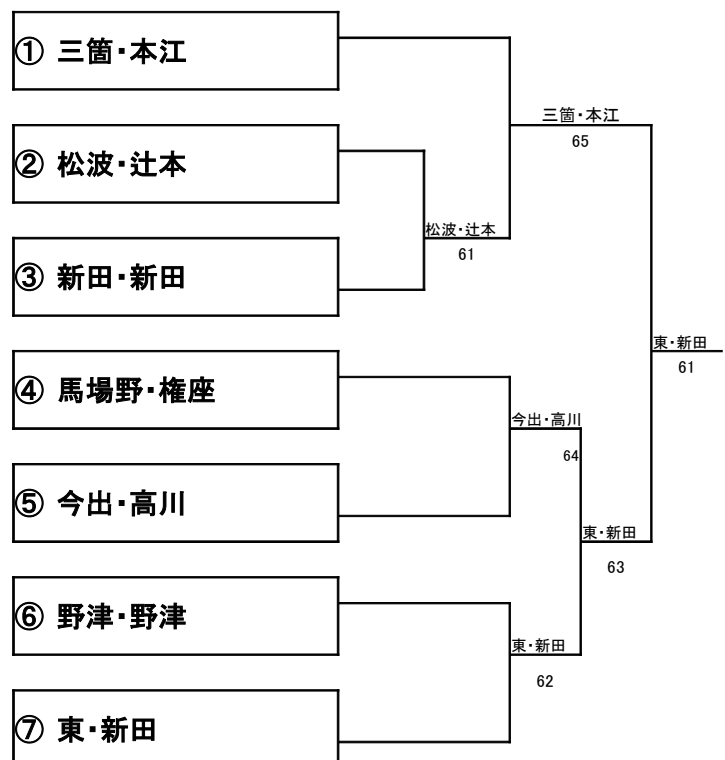 ① 三箇・本江
三箇・本江
65
② 松波・辻本
松波・辻本
61
③ 新田・新田
東・新田
61
④ 馬場野・権座
今出・高川
64
⑤ 今出・高川
東・新田
63
⑥ 野津・野津
東・新田
62
⑦ 東・新田